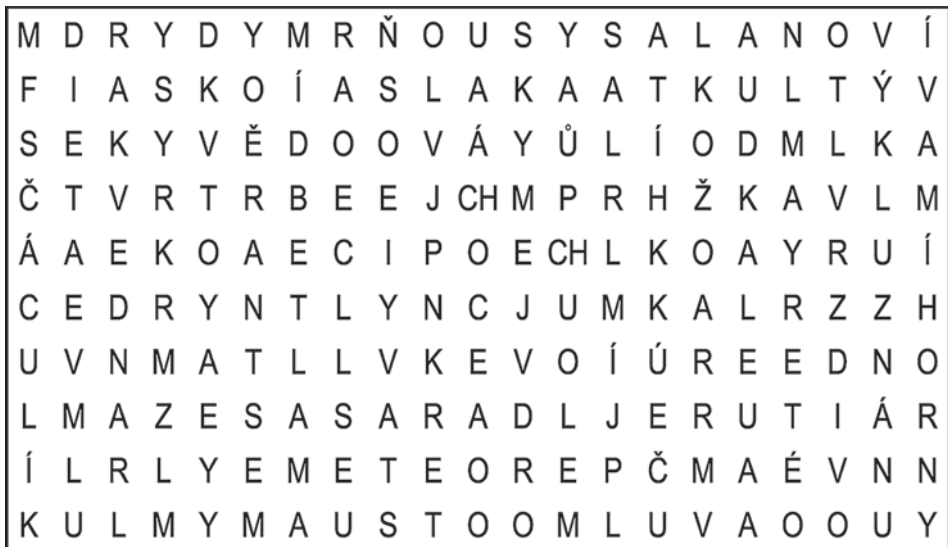 M D R Y D Y M R Ň O U S Y S A L A N O V Í
F I A S K O Í A S L A K A A T K U L T Ý V
S E K Y V Ě D O O V Á Y Ů L Í O D M L K A
Č T V R T R B E E J CH M P R H Ž K A V L M
Á A E K O A E C I P O E CH L K O A Y R U Í
C E D R Y N T L Y N C J U M K A L R Z Z H
U V N M A T L L V K E V O Í Ú R E E D N O
L M A Z E S A S A R A D L J E R U T I Á R
Í L R L Y E M E T E O R E P Č M A É V N N
K U L M Y M A U S T O O M L U V A O O U Y